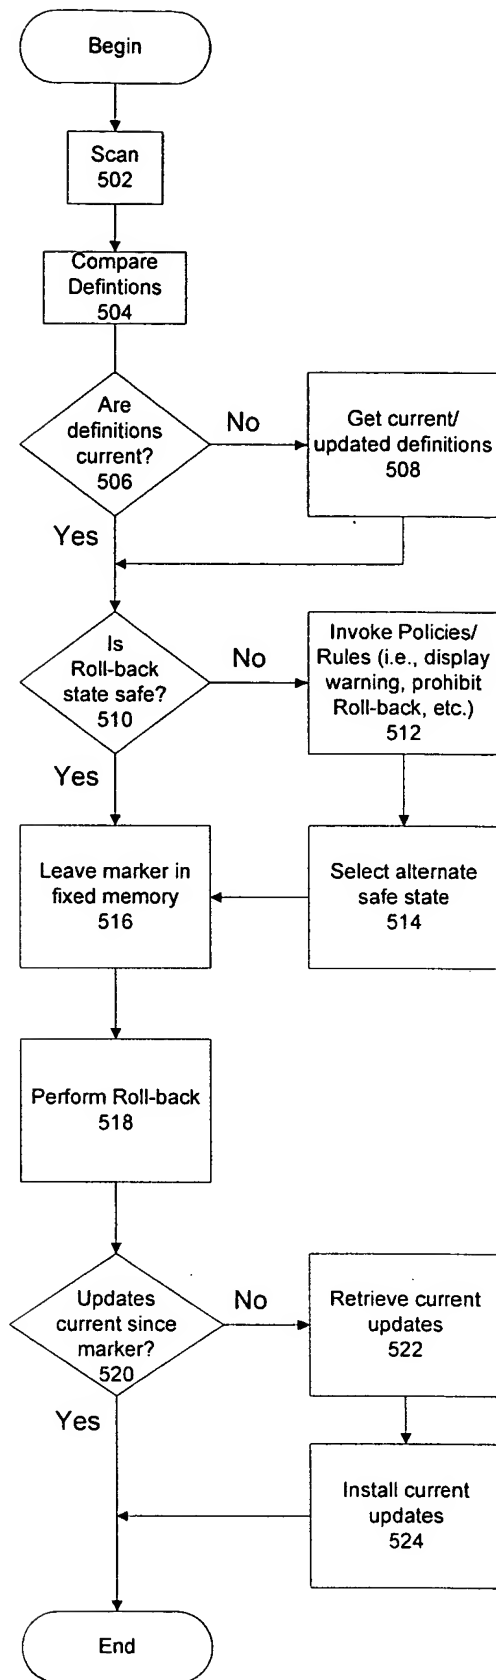 Begin
Scan
502
Compare
Defintions
504
Are
definitions
current?
506
No
Get current/
updated definitions
508
Yes
Is
Roll-back
state safe?
510
No
Invoke Policies/
Rules (i.e., display
warning, prohibit
Roll-back, etc.)
512
Yes
Leave marker in
fixed memory
516
Select alternate
safe state
514
Perform Roll-back
518
Updates
current since
marker?
520
No
Retrieve current
updates
522
Yes
Install current
updates
524
End